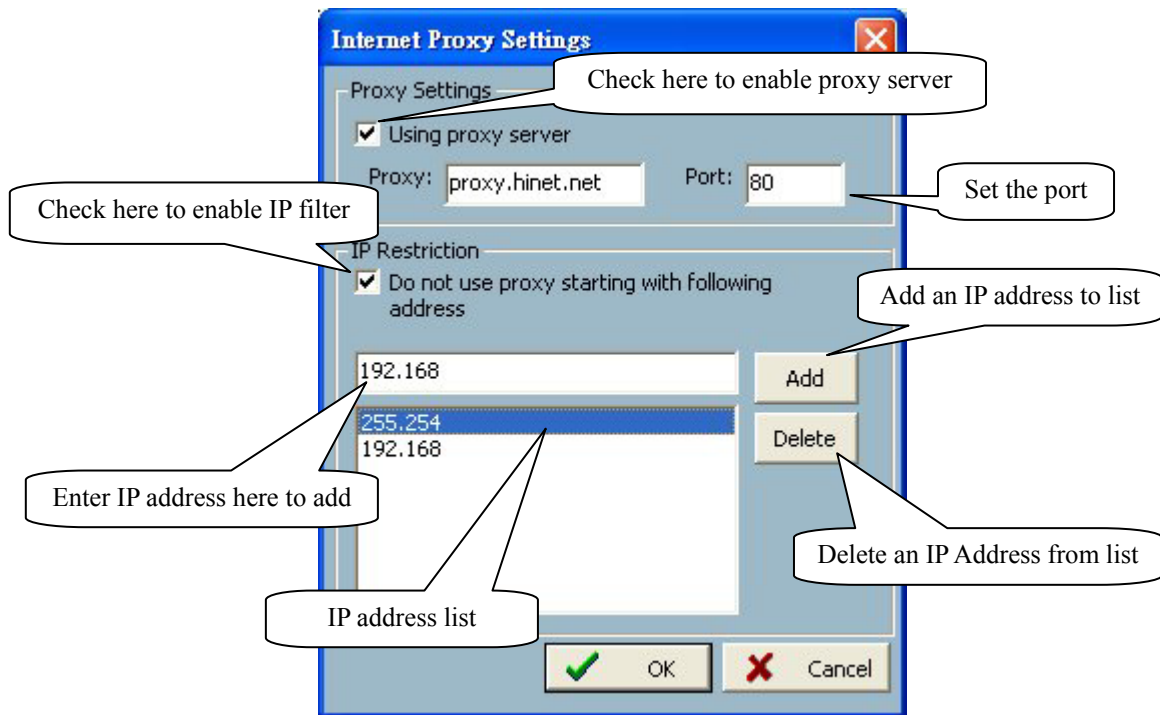 Internet Proxy Settings
Check here to enable proxy server
Proxy Settings
Using proxy server
Proxy: proxy.hinet.net Port: 80
Set the port
Check here to enable IP filter
IP Restriction
Do not use proxy starting with following
address
Add an IP address to list
192.168
Add
255.254
192.168
Delete
Enter IP address here to add
Delete an IP Address from list
IP address list
OK Cancel